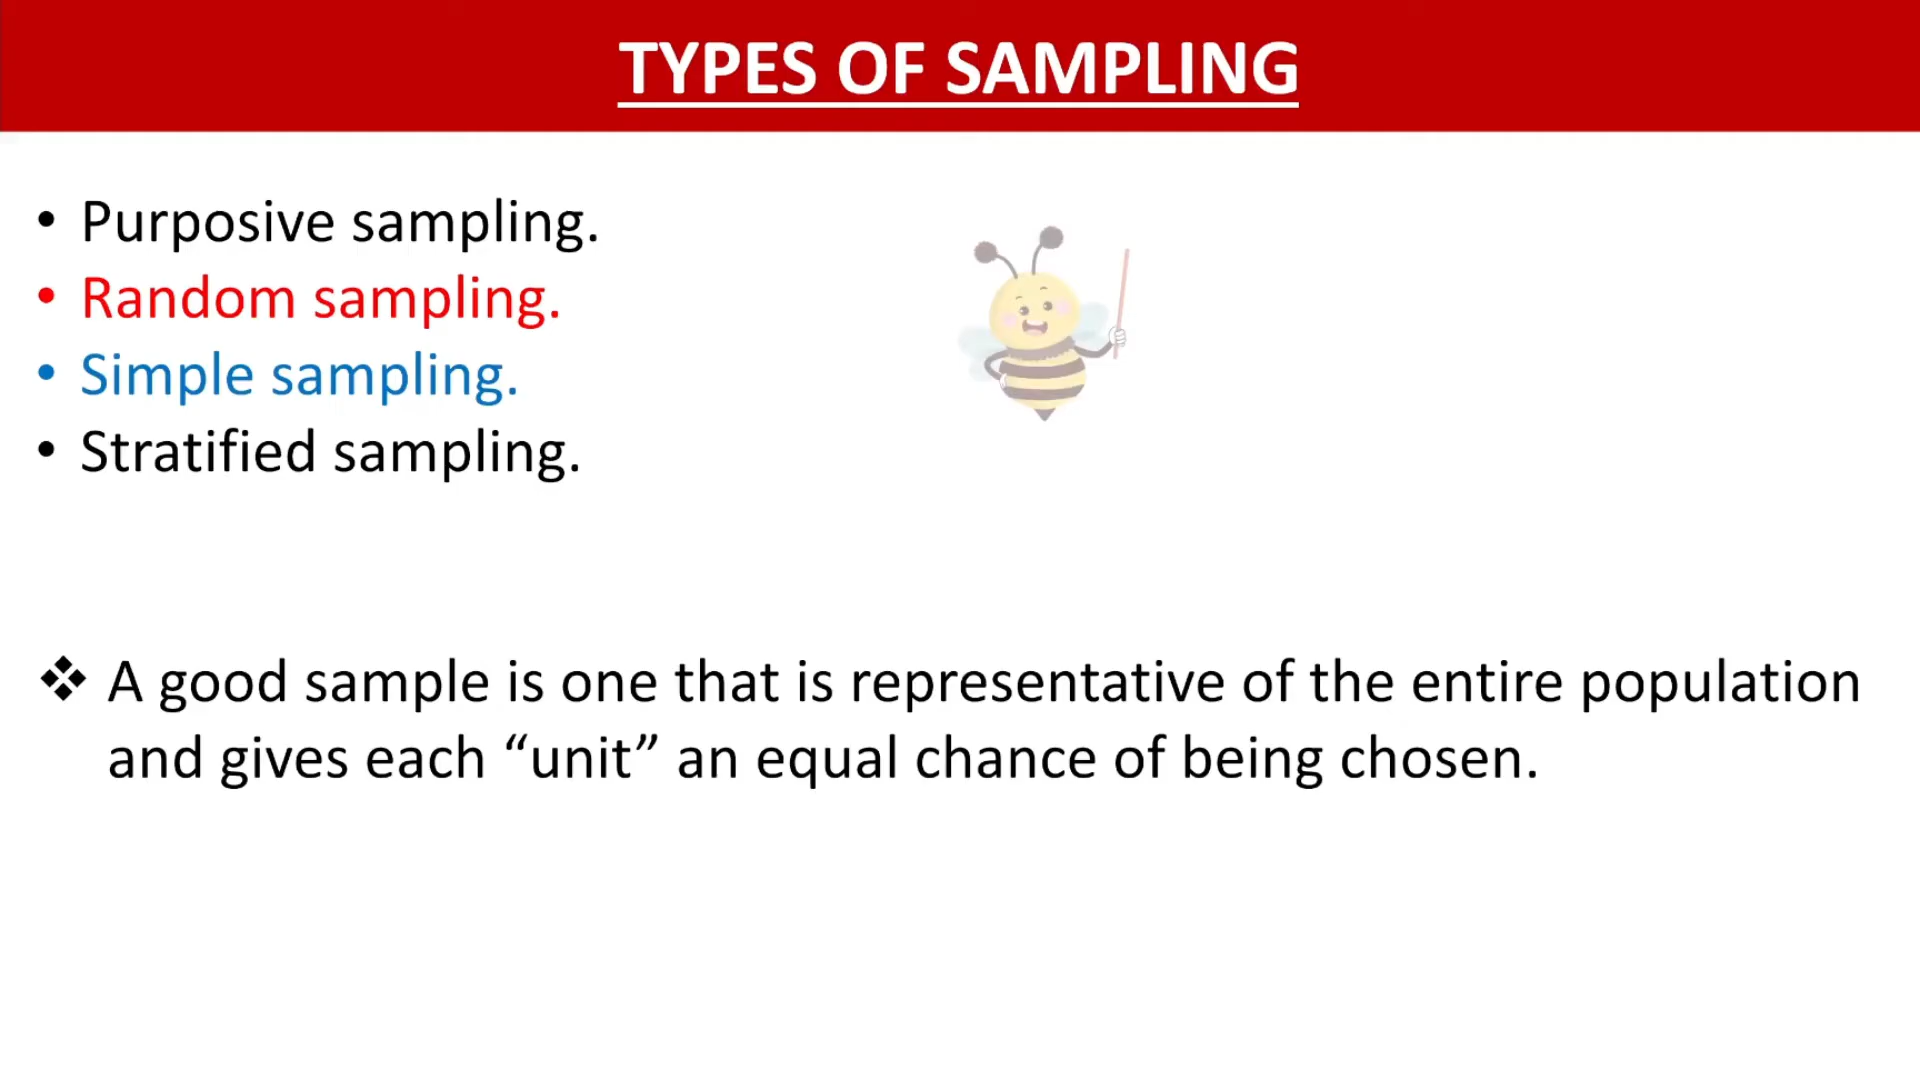 TYPES OF SAMPLING
• Purposive sampling.
• Random sampling.
• Simple sampling.
• Stratified sampling.
❖ A good sample is one that is representative of the entire population
and gives each “unit” an equal chance of being chosen.